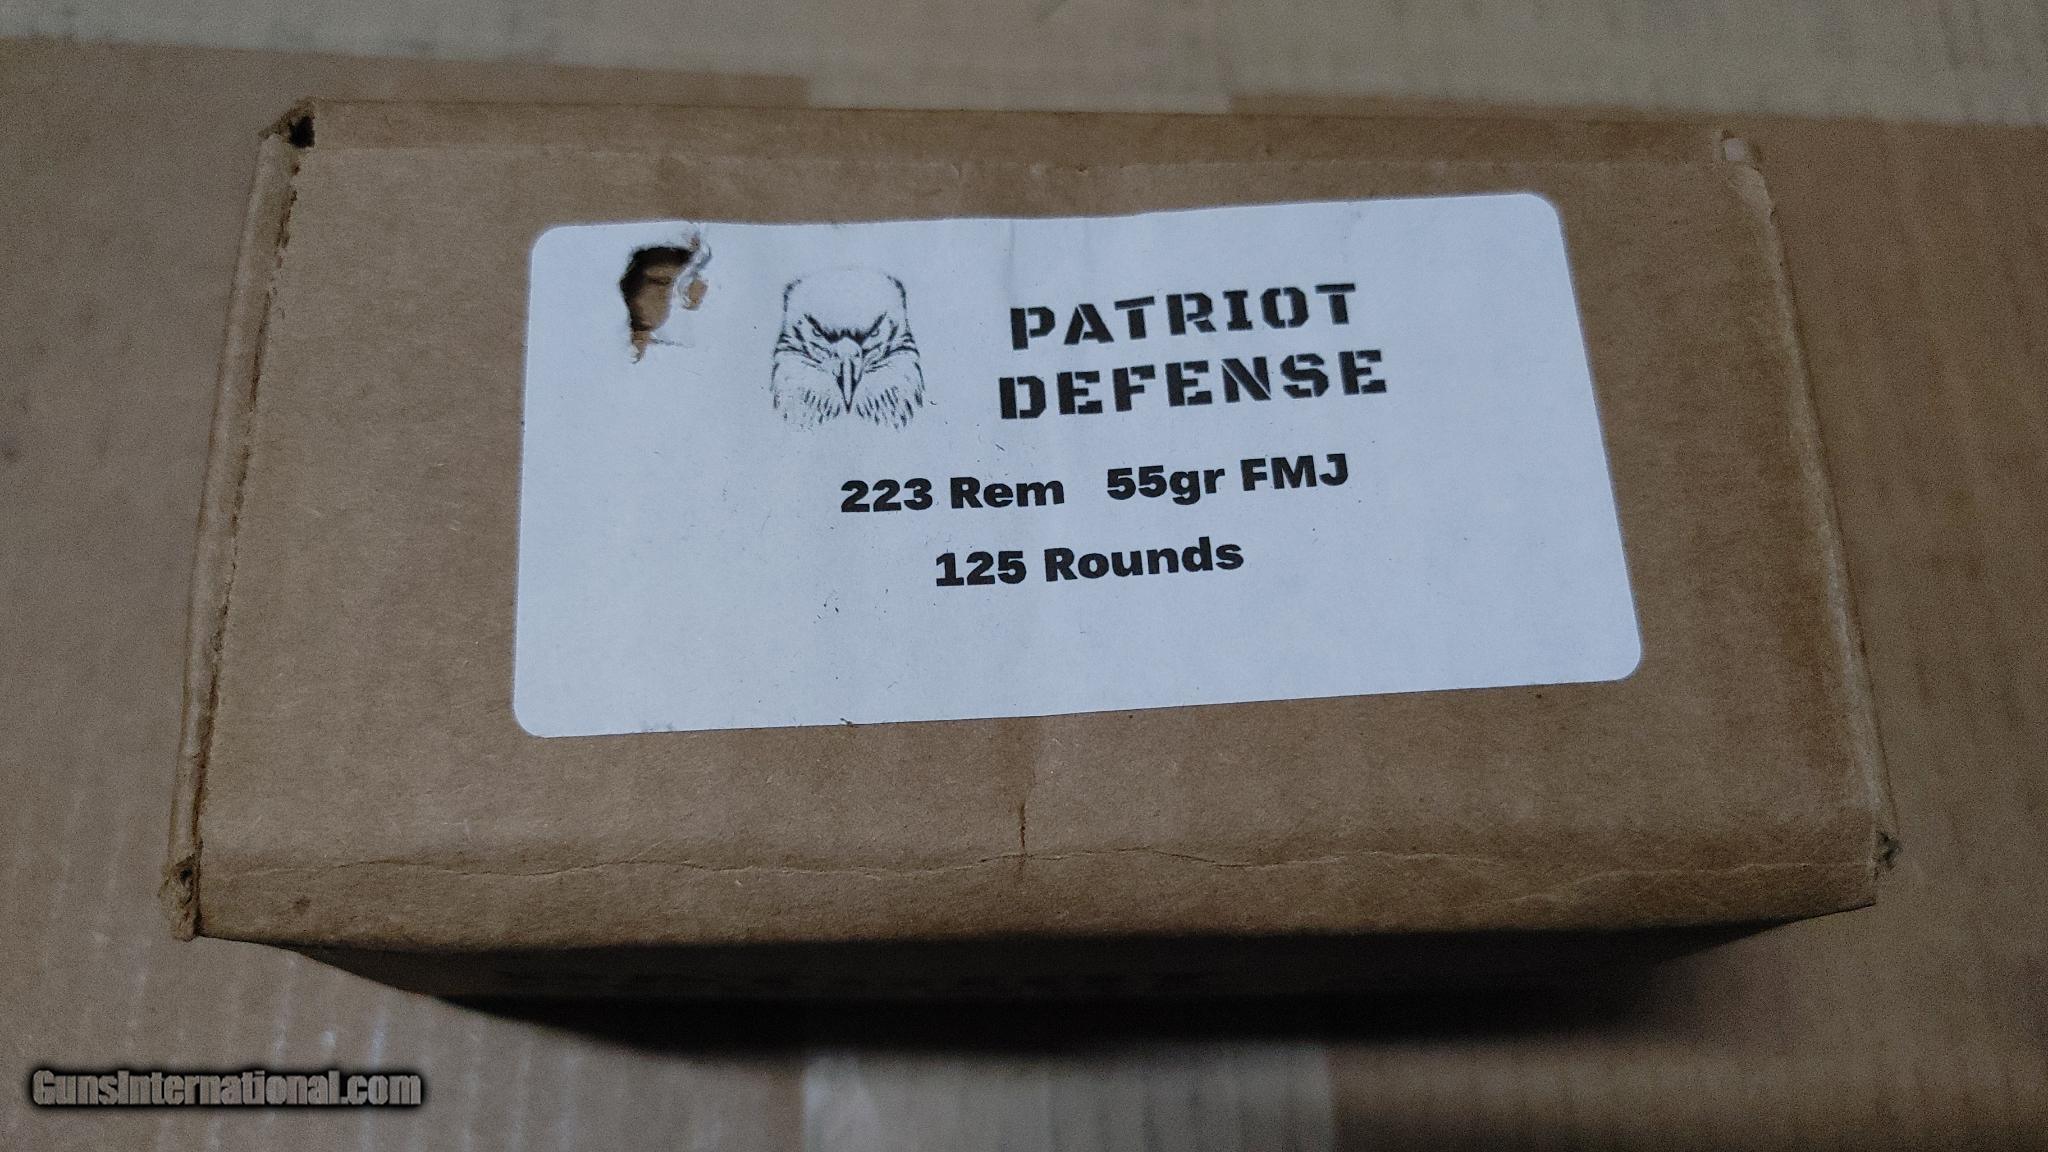 PATRIOT
DEFENSE
223 Rem 55gr FMJ
125 Rounds
GunsInternational.com